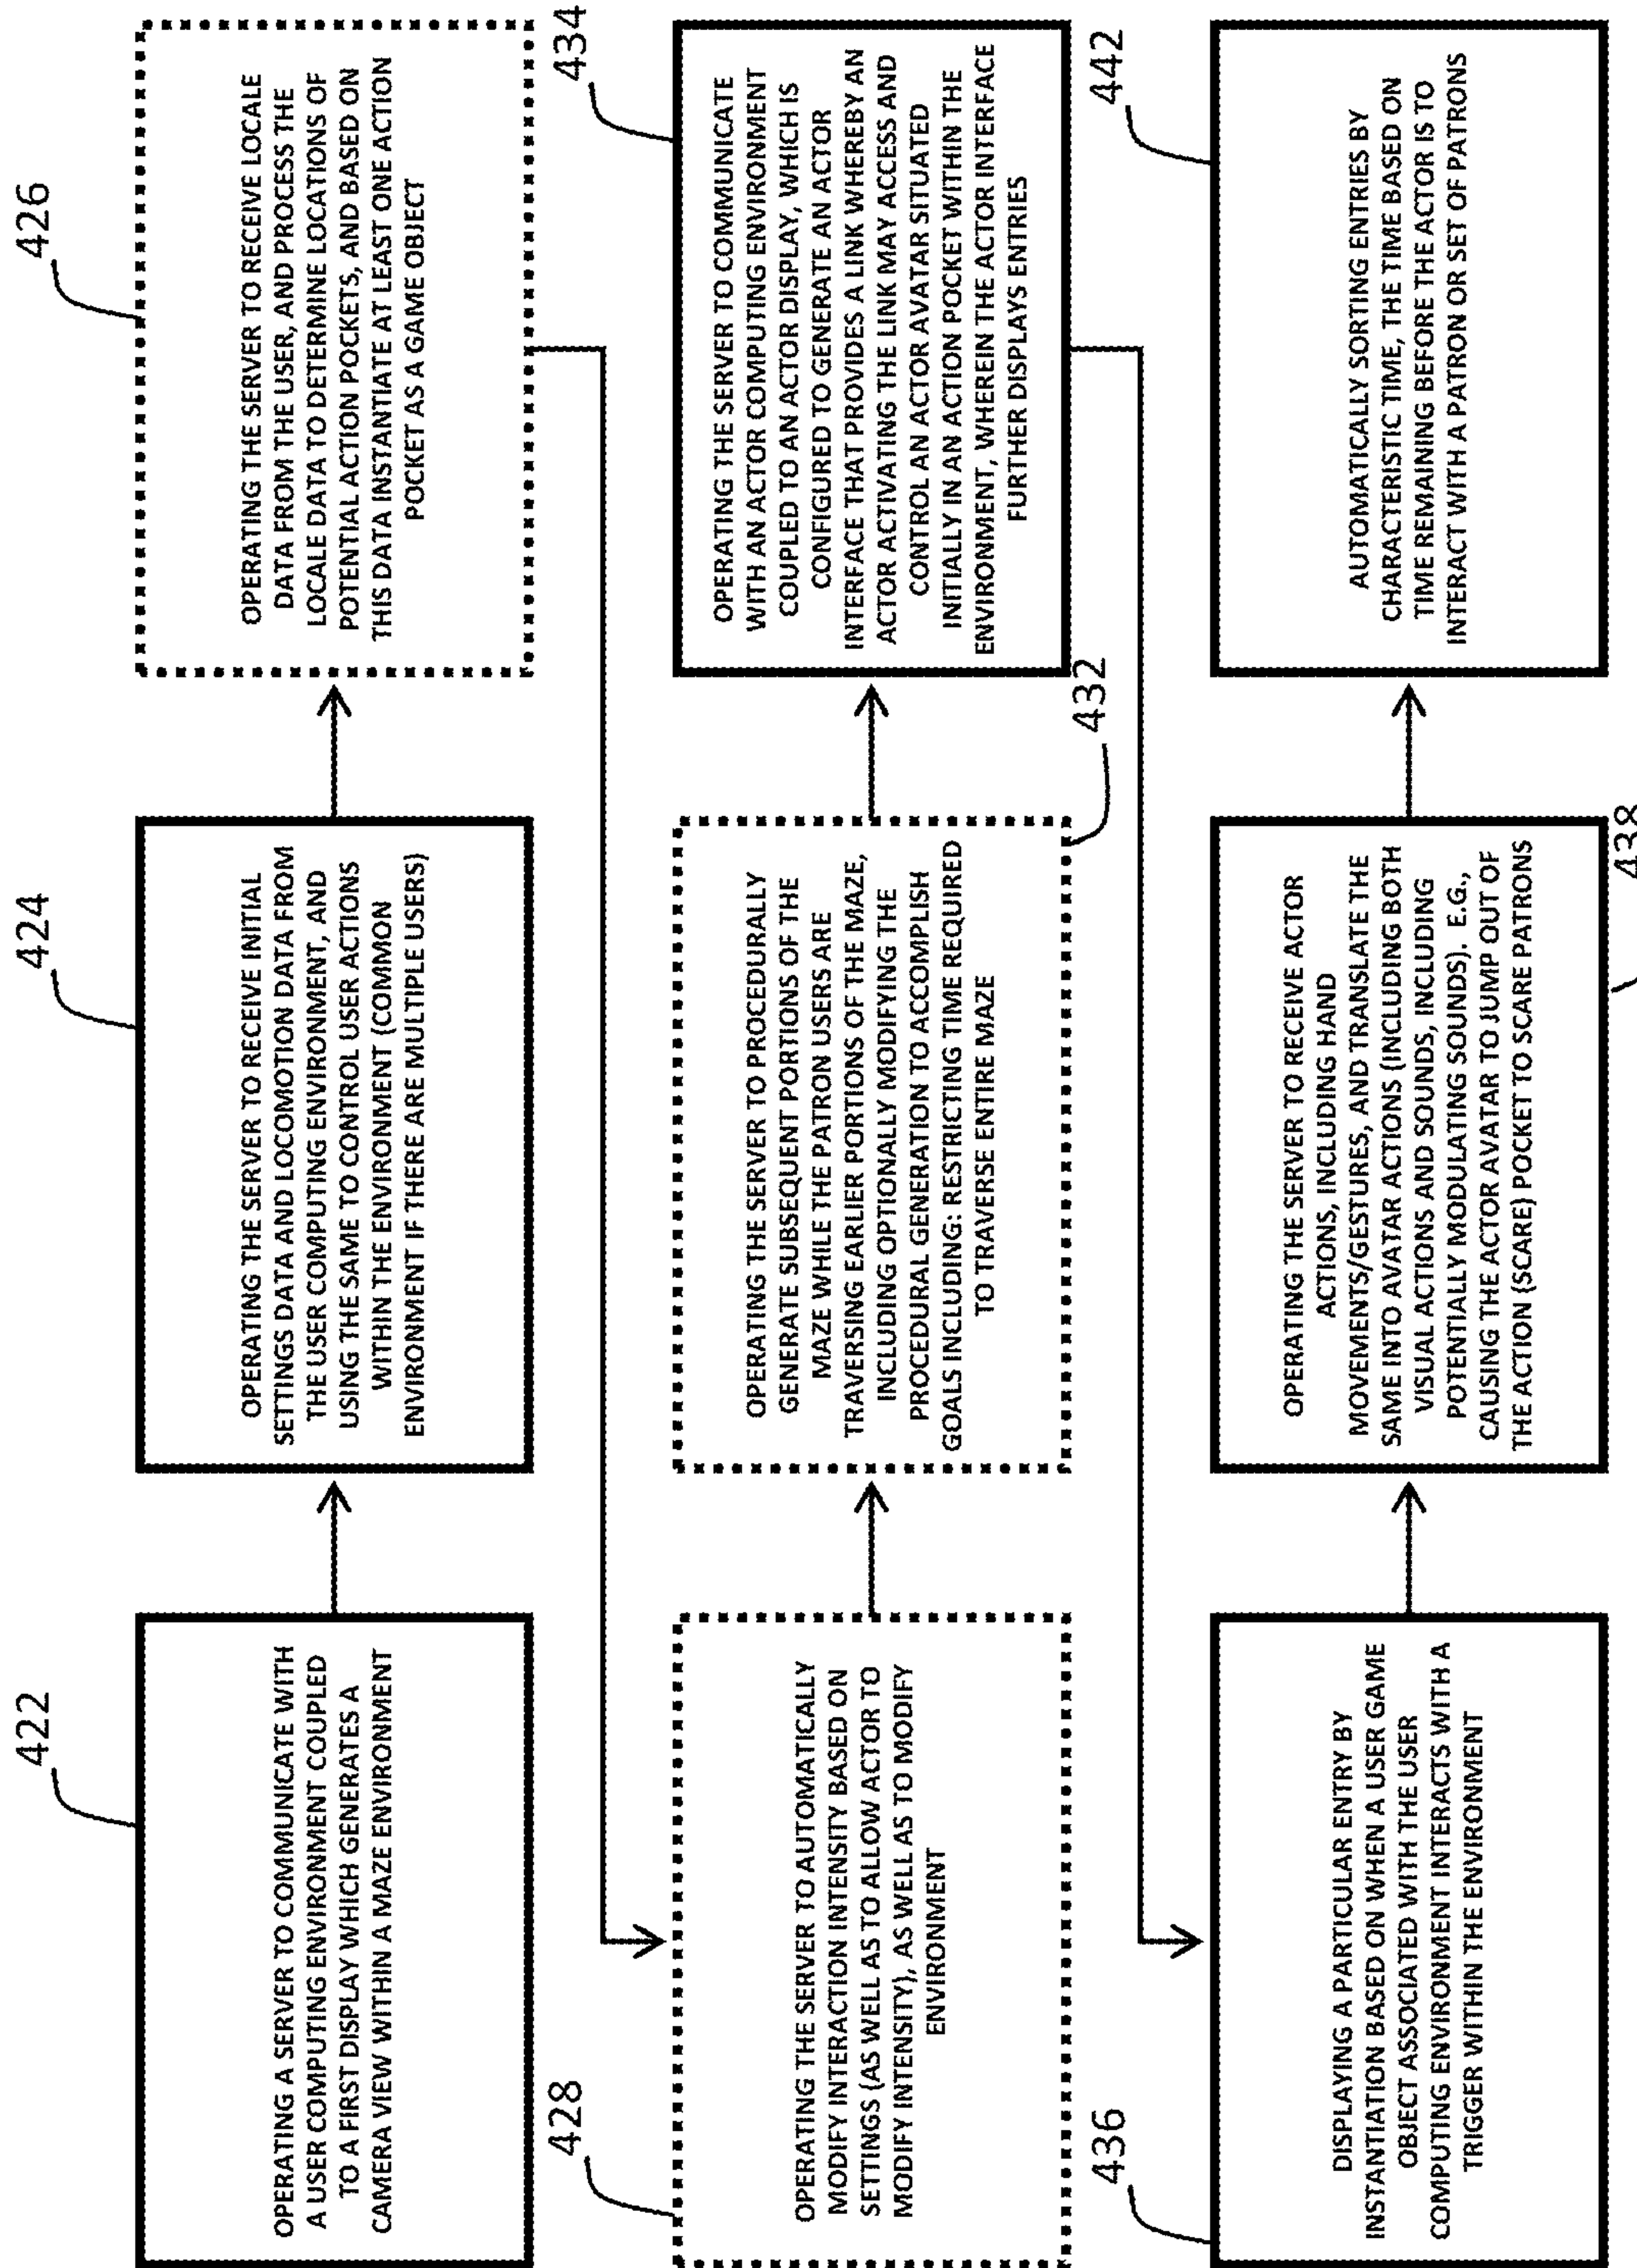 422
OPERATING A SERVER TO COMMUNICATE WITH
A USER COMPUTING ENVIRONMENT COUPLED
TO A FIRST DISPLAY WHICH GENERATES A
CAMERA VIEW WITHIN A MAZE ENVIRONMENT
424
OPERATING THE SERVER TO RECEIVE INITIAL
SETTINGS DATA AND LOCOMOTION DATA FROM
THE USER COMPUTING ENVIRONMENT, AND
USING THE SAME TO CONTROL USER ACTIONS
WITHIN THE ENVIRONMENT (COMMON
ENVIRONMENT IF THERE ARE MULTIPLE USERS)
426
OPERATING THE SERVER TO RECEIVE LOCALE
DATA FROM THE USER, AND PROCESS THE
LOCALE DATA TO DETERMINE LOCATIONS OF
POTENTIAL ACTION POCKETS, AND BASED ON
THIS DATA INSTANTIATE AT LEAST ONE ACTION
POCKET AS A GAME OBJECT
428
OPERATING THE SERVER TO AUTOMATICALLY
MODIFY INTERACTION INTENSITY BASED ON
SETTINGS (AS WELL AS TO ALLOW ACTOR TO
MODIFY INTENSITY), AS WELL AS TO MODIFY
ENVIRONMENT
OPERATING THE SERVER TO PROCEDURALLY
GENERATE SUBSEQUENT PORTIONS OF THE
MAZE WHILE THE PATRON USERS ARE
TRAVERSING EARLIER PORTIONS OF THE MAZE,
INCLUDING OPTIONALLY MODIFYING THE
PROCEDURAL GENERATION TO ACCOMPLISH
GOALS INCLUDING: RESTRICTING TIME REQUIRED
TO TRAVERSE ENTIRE MAZE
432
434
OPERATING THE SERVER TO COMMUNICATE
WITH AN ACTOR COMPUTING ENVIRONMENT
COUPLED TO AN ACTOR DISPLAY, WHICH IS
CONFIGURED TO GENERATE AN ACTOR
INTERFACE THAT PROVIDES A LINK WHEREBY AN
ACTOR ACTIVATING THE LINK MAY ACCESS AND
CONTROL AN ACTOR AVATAR SITUATED
INITIALLY IN AN ACTION POCKET WITHIN THE
ENVIRONMENT, WHEREIN THE ACTOR INTERFACE
FURTHER DISPLAYS ENTRIES
436
DISPLAYING A PARTICULAR ENTRY BY
INSTANTIATION BASED ON WHEN A USER GAME
OBJECT ASSOCIATED WITH THE USER
COMPUTING ENVIRONMENT INTERACTS WITH A
TRIGGER WITHIN THE ENVIRONMENT
OPERATING THE SERVER TO RECEIVE ACTOR
ACTIONS, INCLUDING HAND
MOVEMENTS/GESTURES, AND TRANSLATE THE
SAME INTO AVATAR ACTIONS (INCLUDING BOTH
VISUAL ACTIONS AND SOUNDS, INCLUDING
POTENTIALLY MODULATING SOUNDS). E.G.,
CAUSING THE ACTOR AVATAR TO JUMP OUT OF
THE ACTION (SCARE) POCKET TO SCARE PATRONS
438
442
AUTOMATICALLY SORTING ENTRIES BY
CHARACTERISTIC TIME, THE TIME BASED ON
TIME REMAINING BEFORE THE ACTOR IS TO
INTERACT WITH A PATRON OR SET OF PATRONS